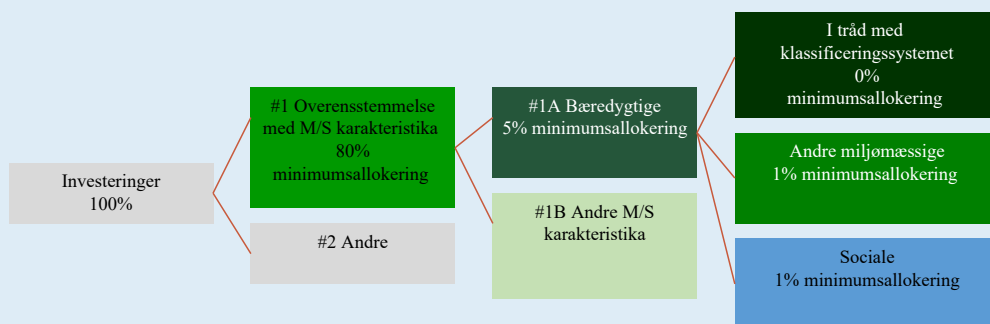 Investeringer
100%
#1 Overensstemmelse
med M/S karakteristika
80%
minimumsallokering
#2 Andre
#1A Bæredygtige
5% minimumsallokering
#1B Andre M/S
karakteristika
I tråd med
klassificeringssystemet
0%
minimumsallokering
Andre miljømæssige
1% minimumsallokering
Sociale
1% minimumsallokering